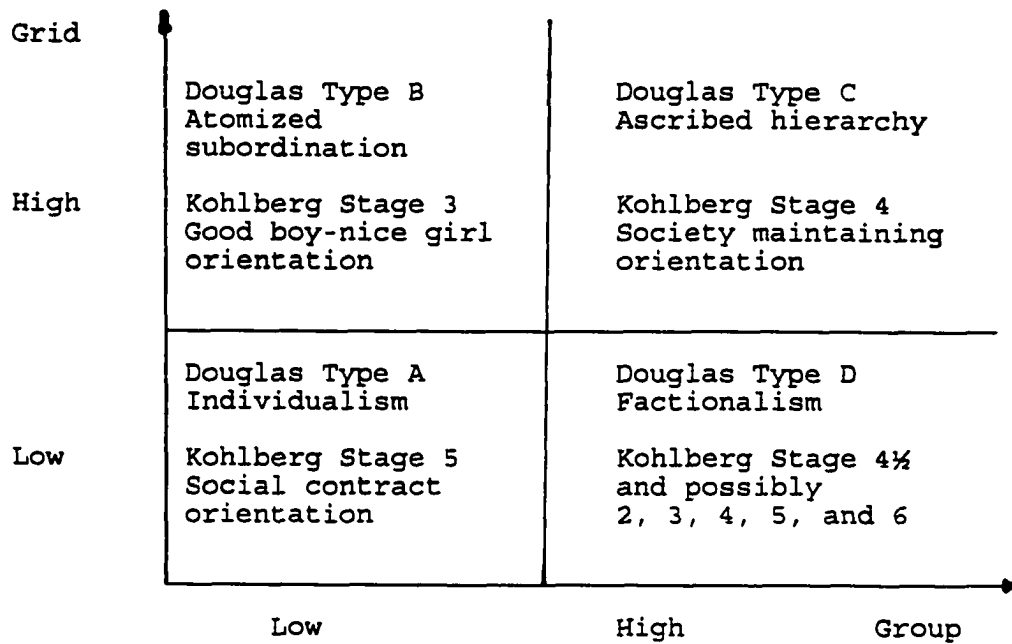 Grid
Douglas Type B
Atomized
subordination
Douglas Type C
Ascribed hierarchy
High
Kohlberg Stage 3
Good boy-nice girl
orientation
Kohlberg Stage 4
Society maintaining
orientation
Douglas Type A
Individualism
Douglas Type D
Factionalism
Low
Kohlberg Stage 5
Social contract
orientation
Kohlberg Stage 4½
and possibly
2, 3, 4, 5, and 6
Low
High
Group